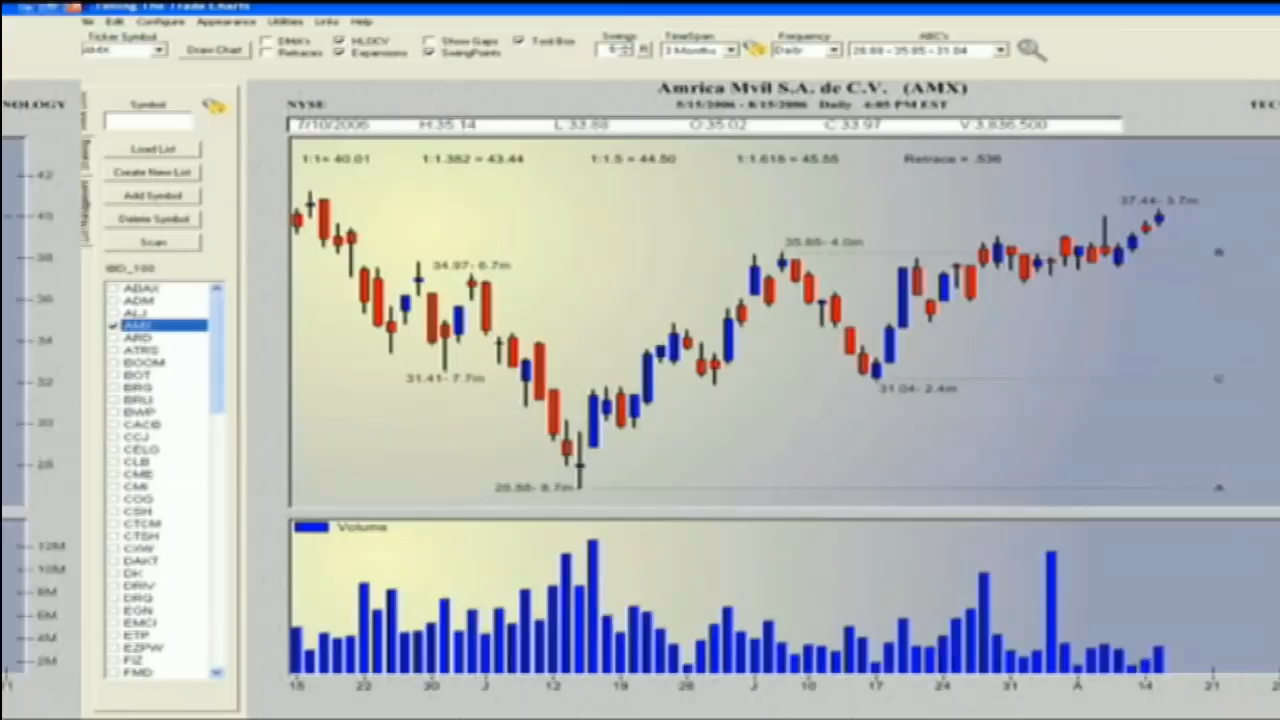 Timing The Trade Charts
Edit Configure Appearance Utilities Links Help
Ticker Symbol
AMX
Draw Chart
DMA's
Retraces
HLOCV
Expansions
Show Gaps
SwingPoints
Tool Box
Swings
TimeSpan
3 Months
Frequency
Daily
ABC's
28.88 - 35.85 - 31.04
NOLOGY
Symbol
Amrica Mvil S.A. de C.V. (AMX)
NYSE
5/15/2006 - 8/15/2006 Daily 4:05 PM EST
TEC
7/10/2006 H:35.14 L:33.88 O:35.02 C:33.97 V:3,836,500
Load List
Create New List
Add Symbol
Delete Symbol
Scan
1:1= 40.01 1:1.382 = 43.44 1:1.5 = 44.50 1:1.618 = 45.55 Retrace = .536
42
40
38
36
34
32
30
28
37.44- 3.7m
35.85- 4.0m
34.97- 6.7m
31.41- 7.7m
31.04- 2.4m
28.88- 8.7m
B
C
A
IBD_100
ABAX
ADM
ALJ
AMX
ARD
ATRS
BOOM
BOT
BRG
BRLI
BWP
CACB
CCJ
CELG
CLB
CME
CMI
COG
CSH
CTCM
CTSH
CXW
DAKT
DK
DRIV
DRQ
EGN
EMCI
ETP
EZPW
FIZ
FMD
Volume
12M
10M
8M
6M
4M
2M
15 22 30 J 12 19 26 J 10 17 24 31 A 14 21